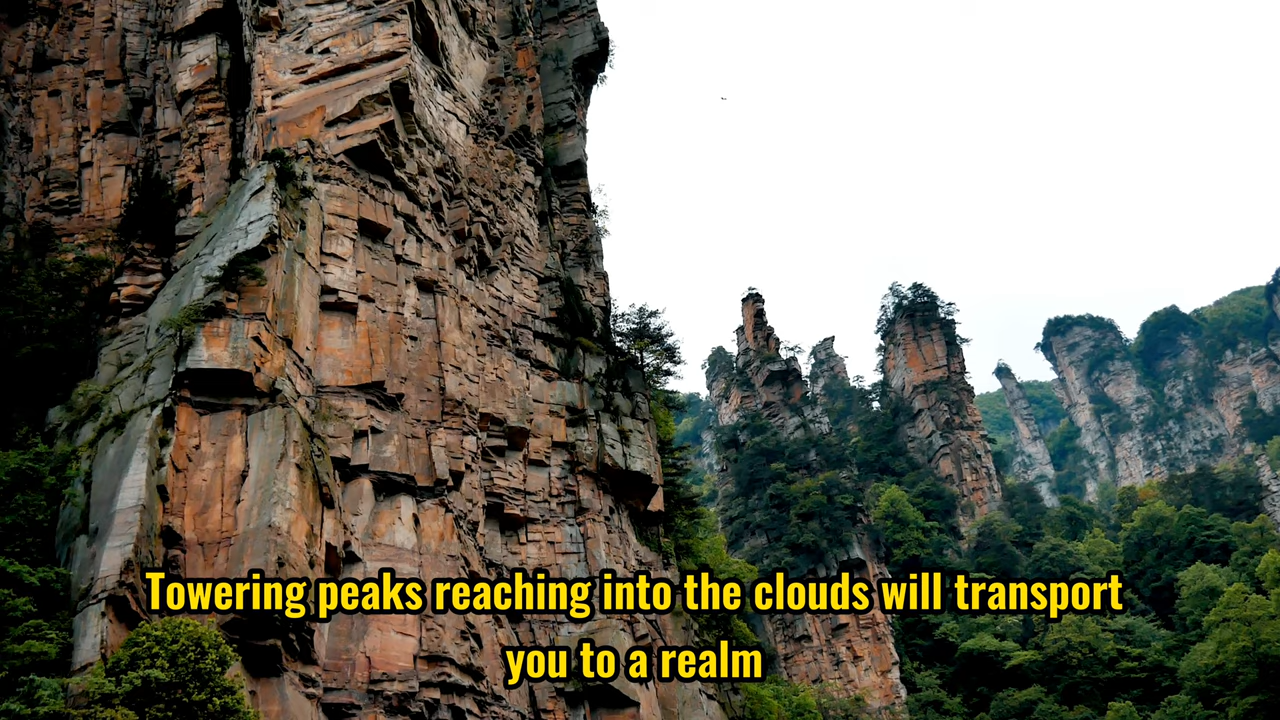 Towering peaks reaching into the clouds will transport
you to a realm